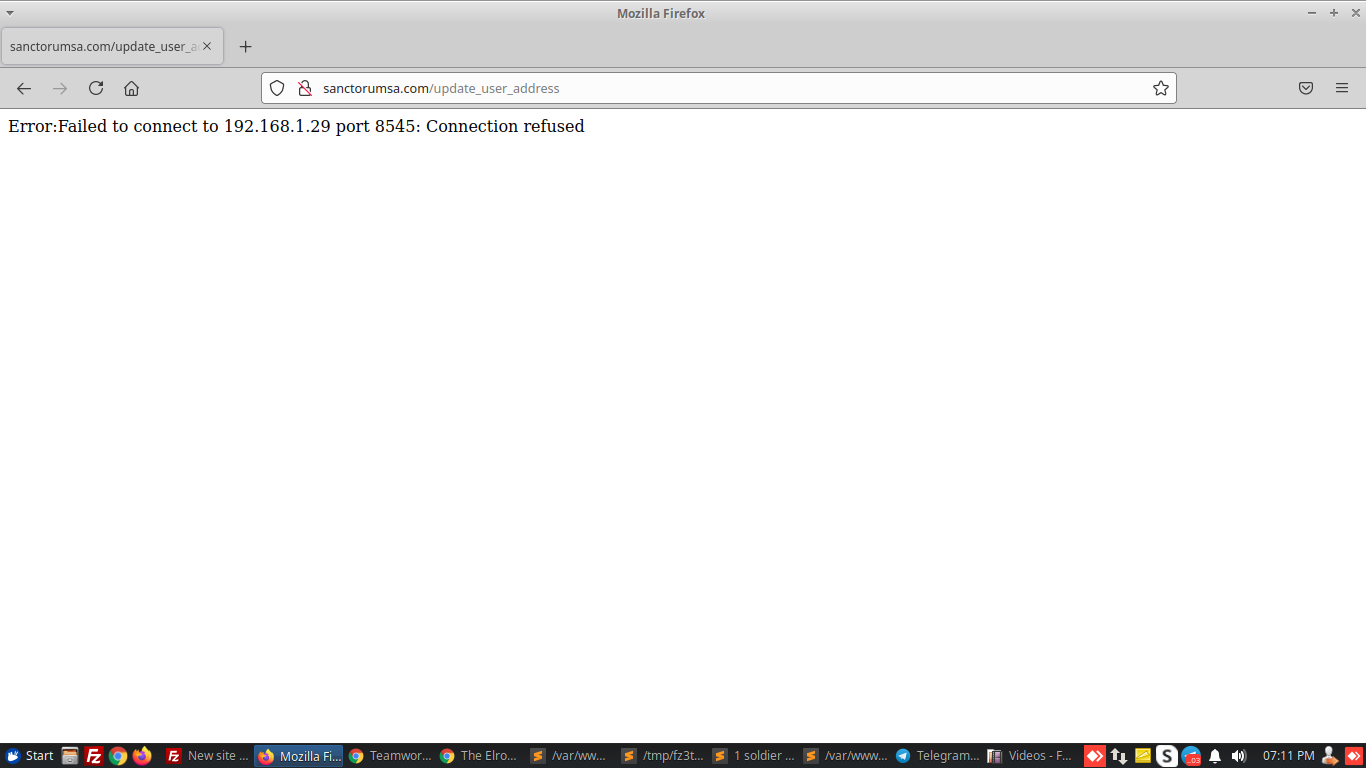 Mozilla Firefox
sanctorumsa.com/update_user_a
sanctorumsa.com/update_user_address
Error:Failed to connect to 192.168.1.29 port 8545: Connection refused
Start
New site ...
Mozilla Fi...
Teamwor...
The Elro...
/var/ww...
/tmp/fz3t...
1 soldier ...
/var/www...
Telegram...
Videos - F...
07:11 PM